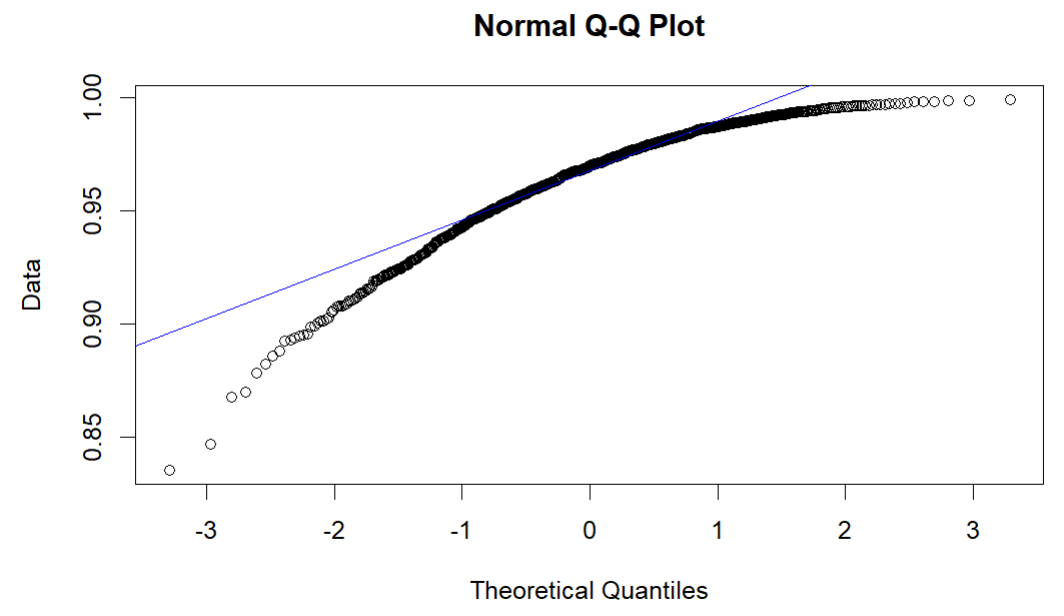 Normal Q-Q Plot
1.00
0.95
0.90
0.85
Data
-3 -2 -1 0 1 2 3
Theoretical Quantiles